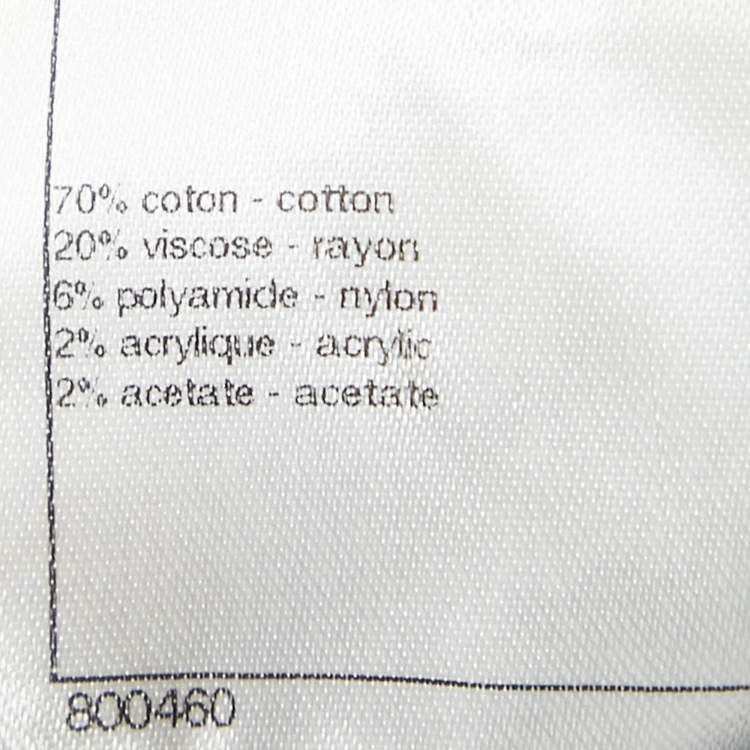 70% coton - cotton
20% viscose - rayon
6% polyamide - nylon
2% acrylique - acrylic
2% acetate - acetate
800460